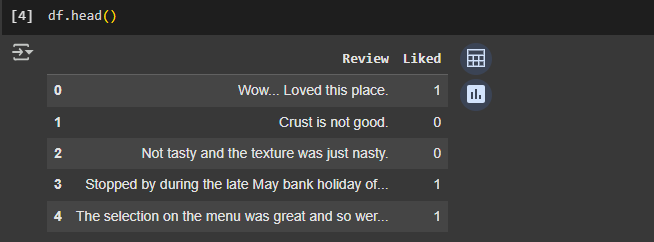 [4] df.head()
Review Liked
0 Wow... Loved this place. 1
1 Crust is not good. 0
2 Not tasty and the texture was just nasty. 0
3 Stopped by during the late May bank holiday of... 1
4 The selection on the menu was great and so wer... 1